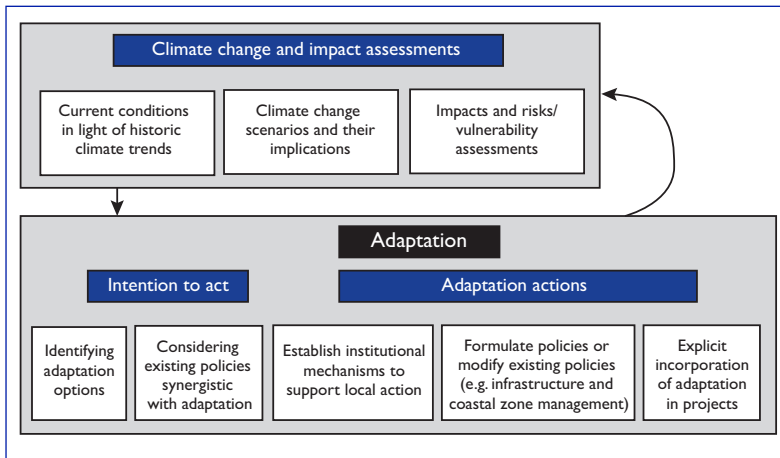 Climate change and impact assessments
Current conditions
in light of historic
climate trends
Climate change
scenarios and their
implications
Impacts and risks/
vulnerability
assessments
Adaptation
Intention to act
Adaptation actions
Identifying
adaptation
options
Considering
existing policies
synergistic
with adaptation
Establish institutional
mechanisms to
support local action
Formulate policies or
modify existing policies
(e.g. infrastructure and
coastal zone management)
Explicit
incorporation
of adaptation
in projects